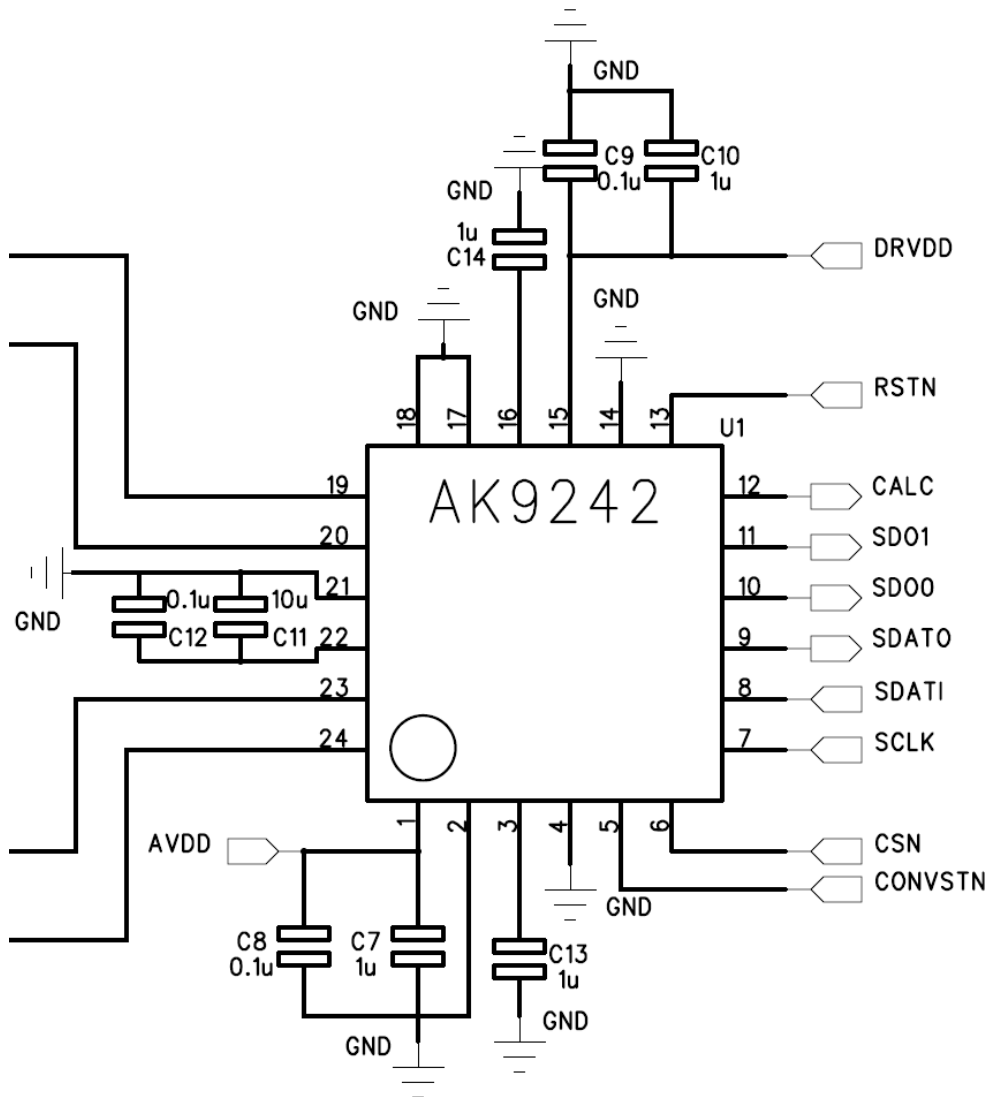 GND
C9
0.1u
C10
1u
GND
1u
C14
DRVDD
GND
GND
RSTN
18
17
16
15
14
13
U1
AK9242
19
20
21
22
23
24
12
11
10
9
8
7
CALC
SDO1
SDO0
SDATO
SDATI
SCLK
0.1u
10u
GND
C12
C11
1
2
3
4
5
6
AVDD
CSN
CONVSTN
GND
C8
0.1u
C7
1u
C13
1u
GND
GND